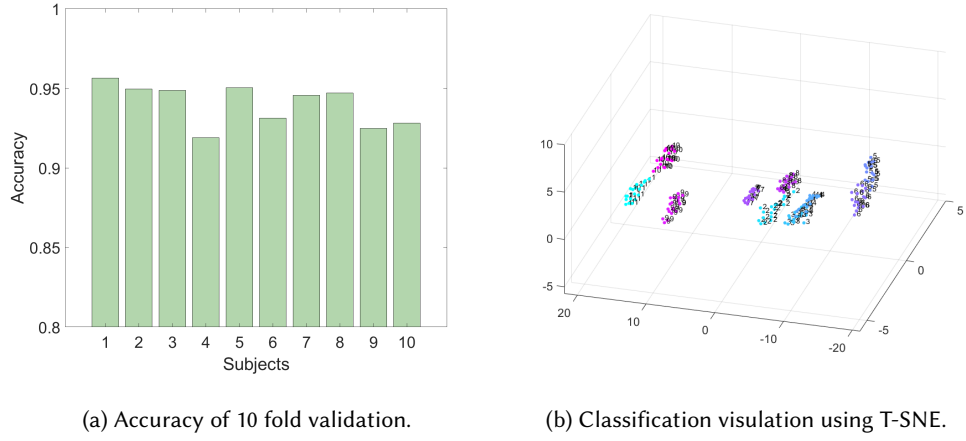 1
0.95
0.9
0.85
0.8
Accuracy
1 2 3 4 5 6 7 8 9 10
Subjects
10
5
0
-5
20 10 0 -10 -20
5
0
-5
(a) Accuracy of 10 fold validation.
(b) Classification visulation using T-SNE.